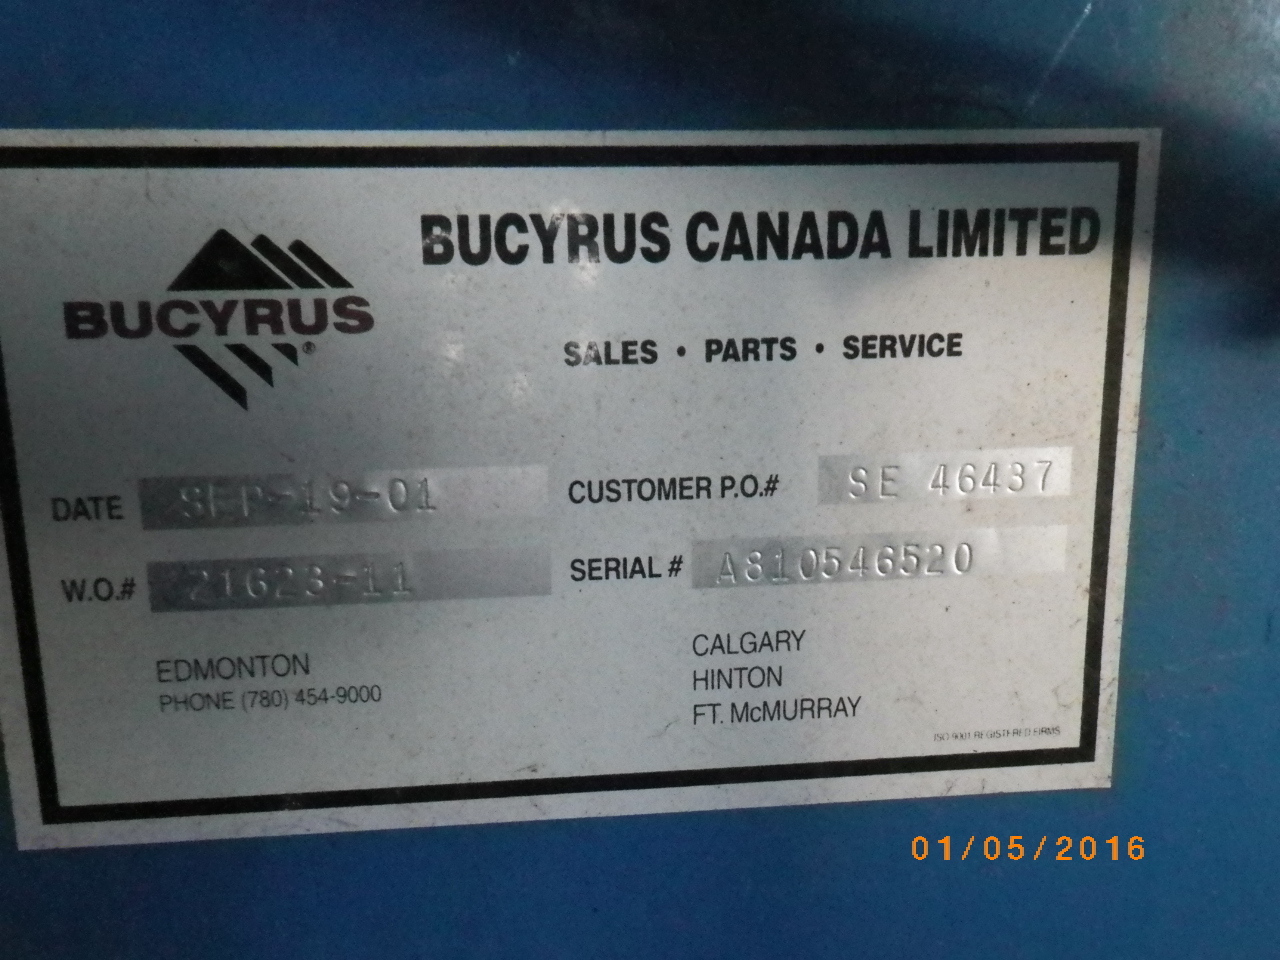 BUCYRUS CANADA LIMITED
BUCYRUS®
SALES • PARTS • SERVICE
DATE SEP-19-01
CUSTOMER P.O.# SE 46437
W.O.# 21623-11
SERIAL # A810546520
EDMONTON
PHONE (780) 454-9000
CALGARY
HINTON
FT. McMURRAY
ISO 9001 REGISTERED FIRMS
01/05/2016